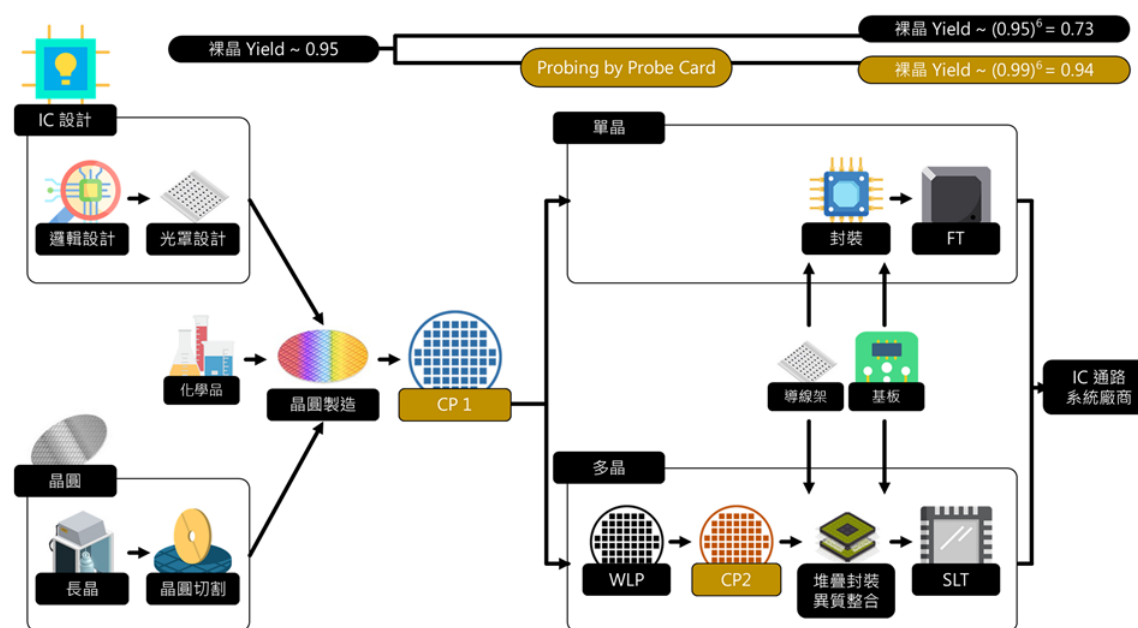 裸晶 Yield ~ 0.95
裸晶 Yield ~ (0.95)⁶ = 0.73
Probing by Probe Card
裸晶 Yield ~ (0.99)⁶ = 0.94
IC 設計
邏輯設計
光罩設計
單晶
封裝
FT
化學品
晶圓製造
CP 1
導線架
基板
IC 通路
系統廠商
晶圓
長晶
晶圓切割
多晶
WLP
CP2
堆疊封裝
異質整合
SLT